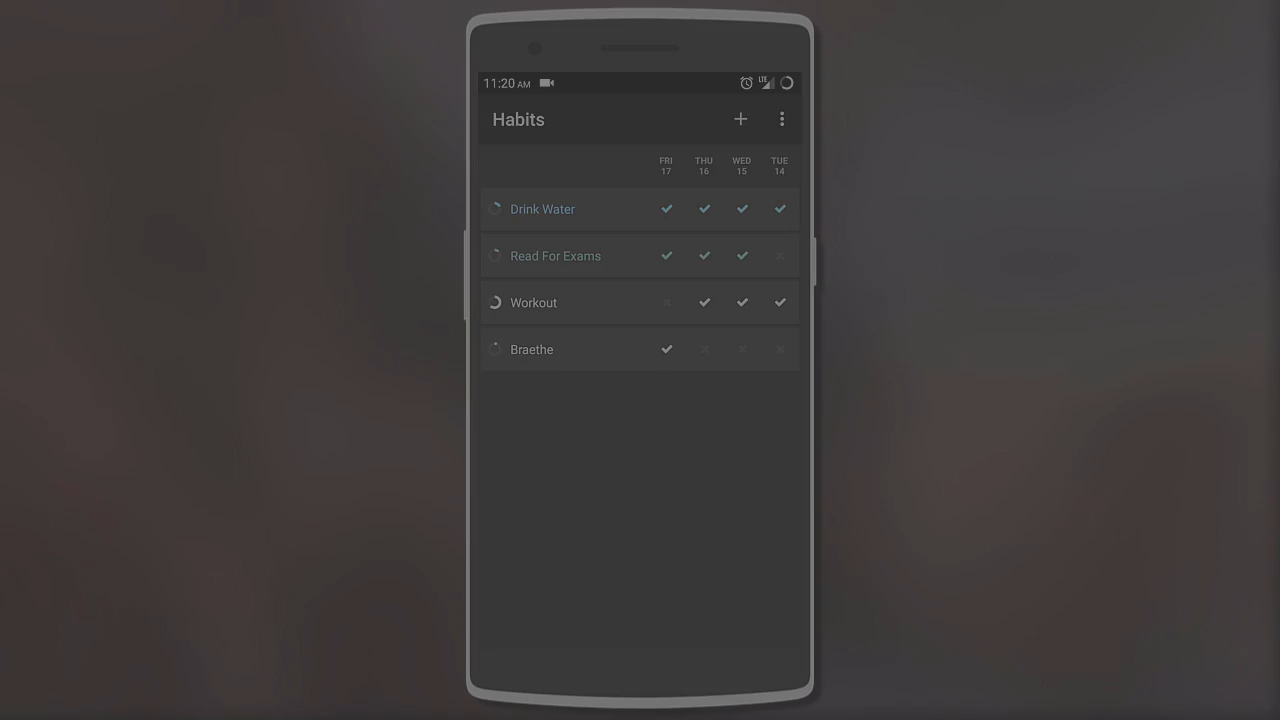 11:20 AM LTE
Habits
FRI THU WED TUE
17 16 15 14
Drink Water
Read For Exams
Workout
Braethe